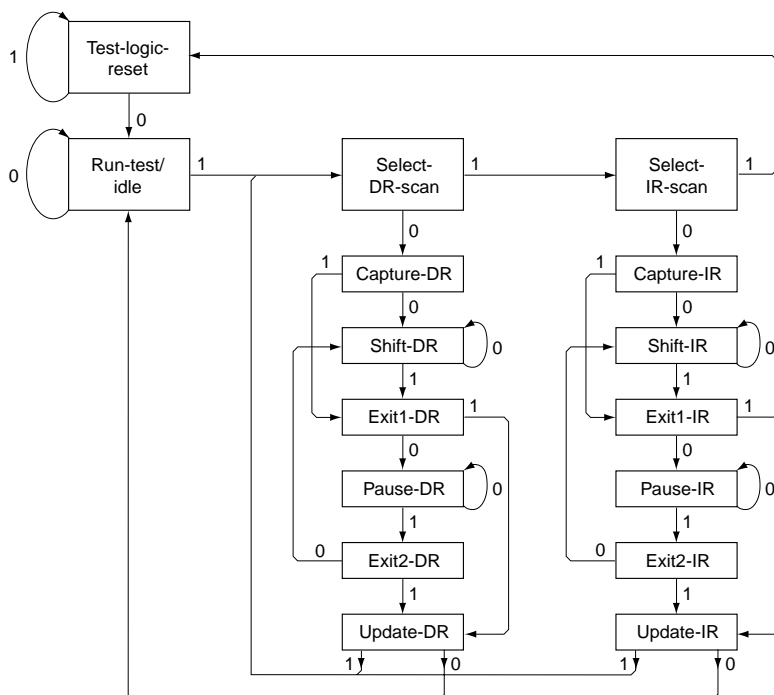 Test-logic-
reset
1
0
Run-test/
idle
0
1
Select-
DR-scan
1
Select-
IR-scan
1
0
0
1
Capture-DR
1
Capture-IR
0
0
Shift-DR
0
Shift-IR
0
1
1
Exit1-DR
1
Exit1-IR
1
0
0
Pause-DR
0
Pause-IR
0
1
1
0
Exit2-DR
0
Exit2-IR
1
1
Update-DR
Update-IR
1
0
1
0